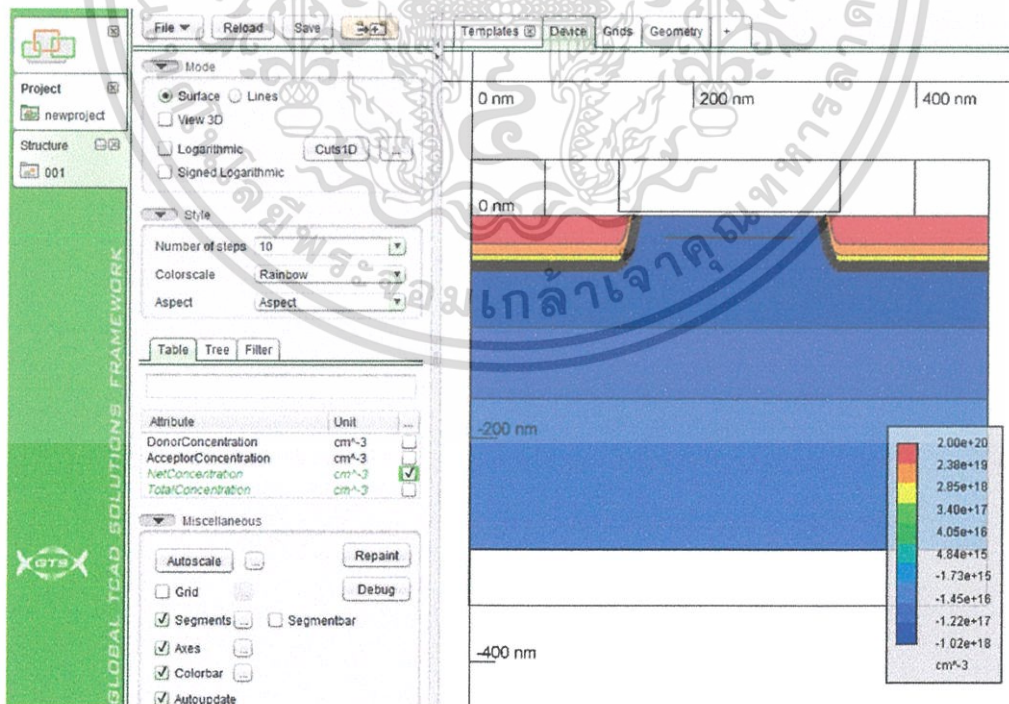 File Reload Save
Templates Device Grids Geometry +
Project
newproject
Structure
001
GLOBAL TCAD SOLUTIONS FRAMEWORK
GTS
Mode
Surface Lines
View 3D
Logarithmic Cuts1D ...
Signed Logarithmic
Style
Number of steps 10
Colorscale Rainbow
Aspect Aspect
Table Tree Filter
Attribute Unit ...
DonorConcentration cm^-3
AcceptorConcentration cm^-3
NetConcentration cm^-3
TotalConcentration cm^-3
Miscellaneous
Autoscale ... Repaint
Grid Debug
Segments ... Segmentbar
Axes ...
Colorbar ...
Autoupdate
0 nm 200 nm 400 nm
0 nm
-200 nm
-400 nm
2.00e+20
2.38e+19
2.85e+18
3.40e+17
4.05e+16
4.84e+15
-1.73e+15
-1.45e+16
-1.22e+17
-1.02e+18
cm^-3